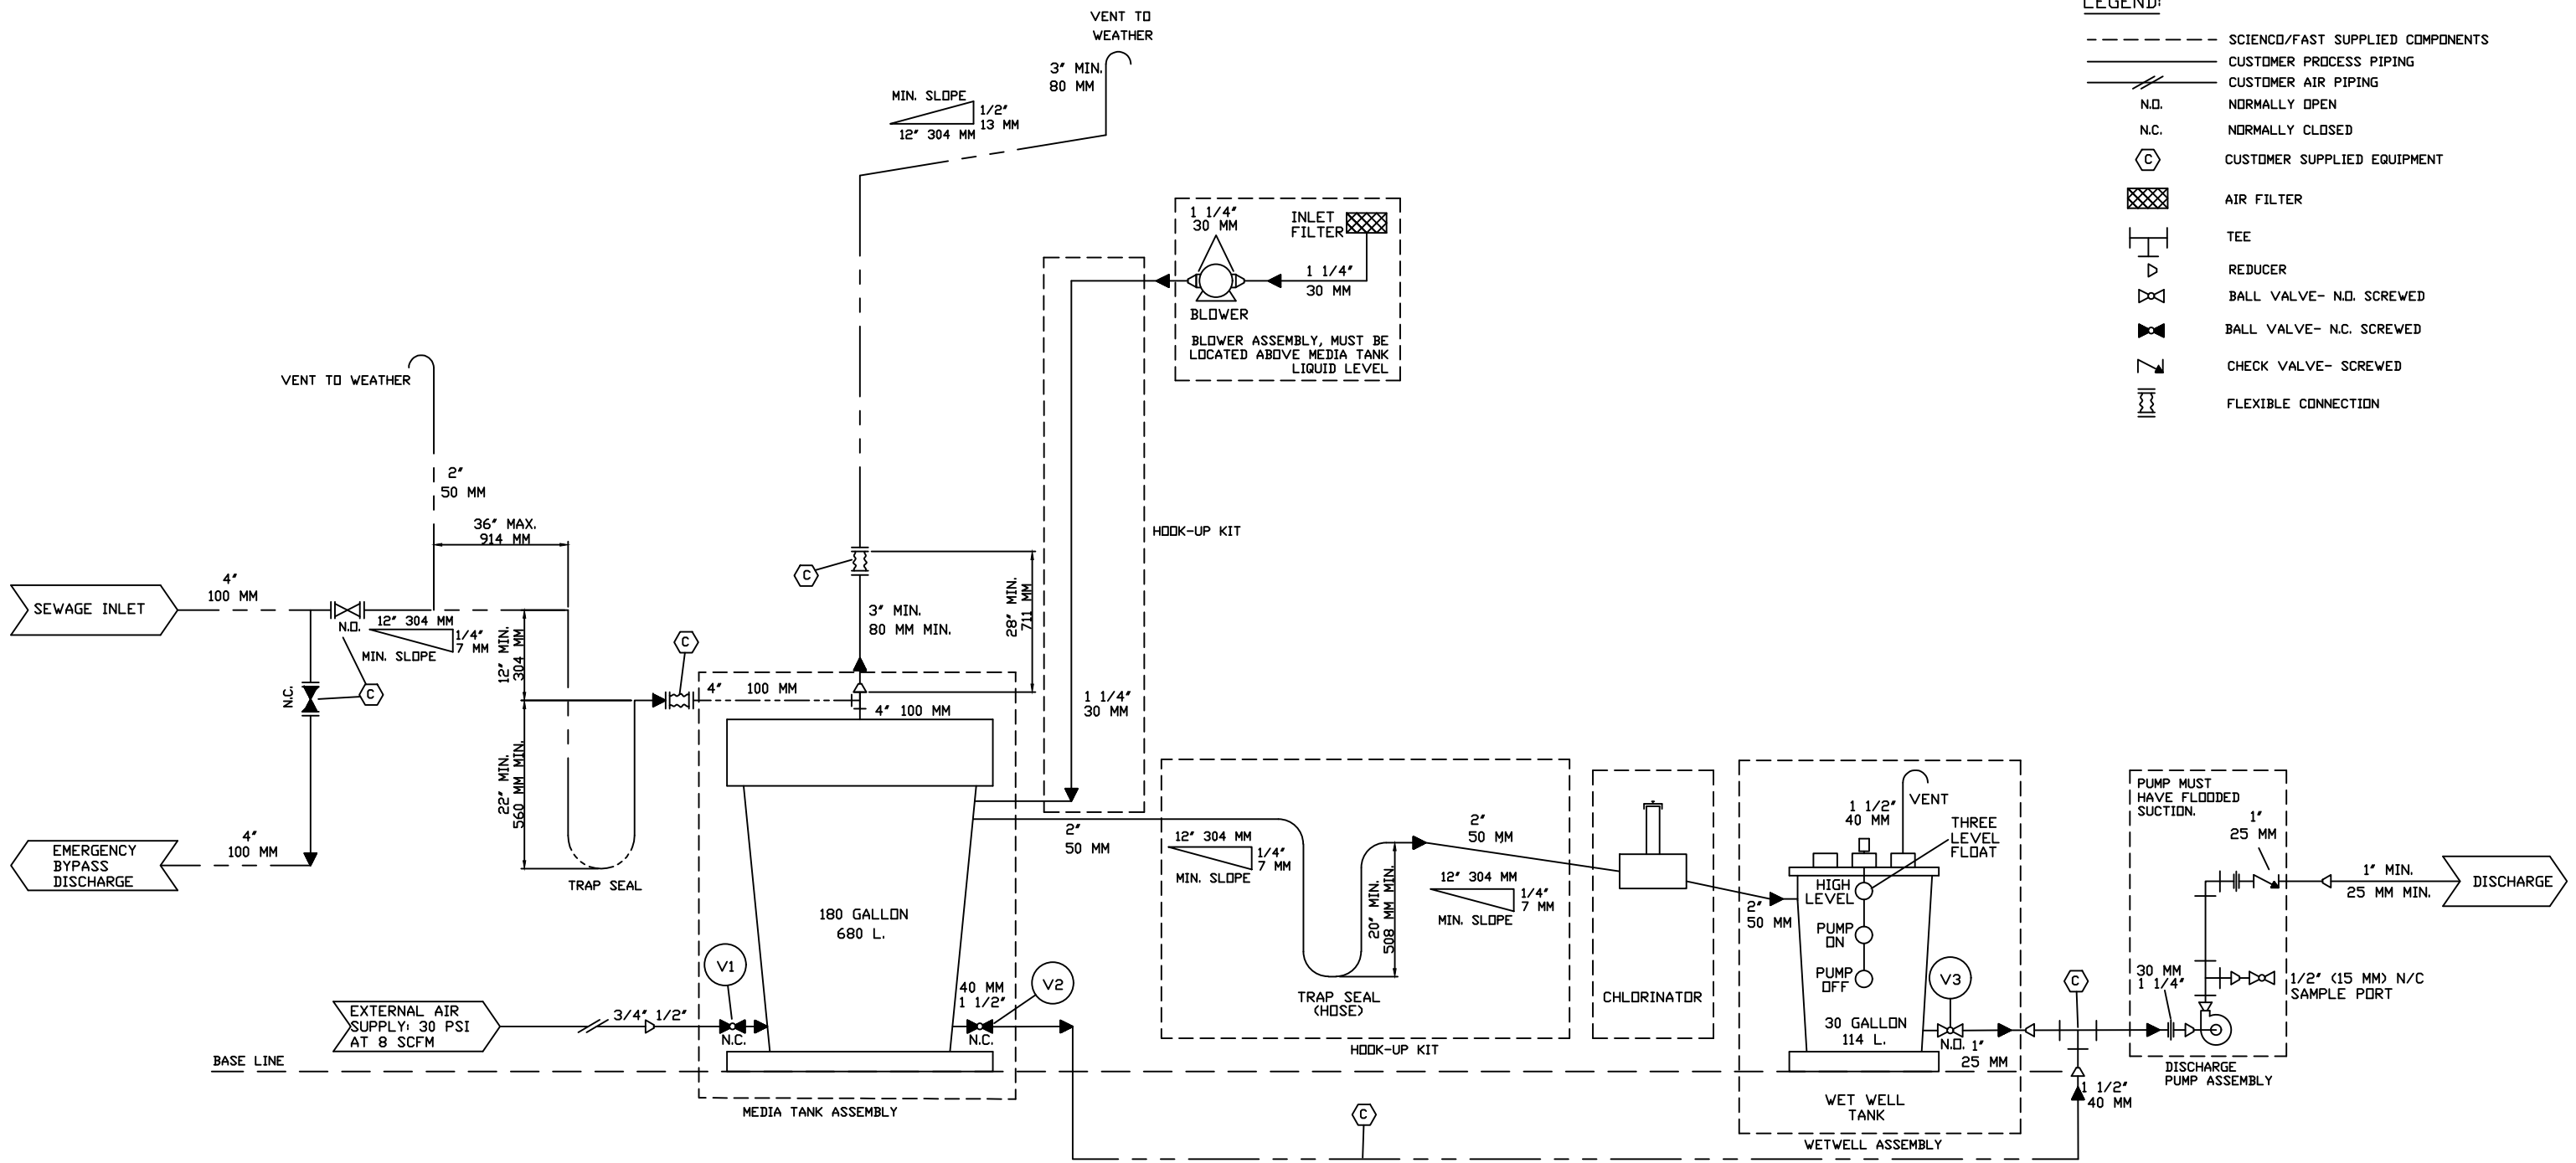 LEGEND:
SCIENCO/FAST SUPPLIED COMPONENTS
CUSTOMER PROCESS PIPING
CUSTOMER AIR PIPING
N.O. NORMALLY OPEN
N.C. NORMALLY CLOSED
C CUSTOMER SUPPLIED EQUIPMENT
AIR FILTER
TEE
REDUCER
BALL VALVE- N.O. SCREWED
BALL VALVE- N.C. SCREWED
CHECK VALVE- SCREWED
FLEXIBLE CONNECTION
VENT TO
WEATHER
3" MIN.
80 MM
MIN. SLOPE
1/2"
13 MM
12" 304 MM
1 1/4"
30 MM
INLET
FILTER
1 1/4"
30 MM
BLOWER
BLOWER ASSEMBLY, MUST BE
LOCATED ABOVE MEDIA TANK
LIQUID LEVEL
HOOK-UP KIT
VENT TO WEATHER
2"
50 MM
36" MAX.
914 MM
SEWAGE INLET
4"
100 MM
N.O.
12" 304 MM
1/4"
7 MM
MIN. SLOPE
N.C.
C
12" MIN.
304 MM
22" MIN.
560 MM MIN.
TRAP SEAL
EMERGENCY
BYPASS
DISCHARGE
4"
100 MM
C
C
3" MIN.
80 MM MIN.
28" MIN.
711 MM
4" 100 MM
4" 100 MM
1 1/4"
30 MM
180 GALLON
680 L.
EXTERNAL AIR
SUPPLY: 30 PSI
AT 8 SCFM
3/4" 1/2"
V1
N.C.
40 MM
1 1/2"
V2
N.C.
BASE LINE
MEDIA TANK ASSEMBLY
2"
50 MM
12" 304 MM
1/4"
7 MM
MIN. SLOPE
2"
50 MM
20" MIN.
508 MM MIN.
12" 304 MM
1/4"
7 MM
MIN. SLOPE
TRAP SEAL
(HOSE)
HOOK-UP KIT
CHLORINATOR
C
2"
50 MM
1 1/2"
40 MM
VENT
THREE
LEVEL
FLOAT
HIGH
LEVEL
PUMP
ON
PUMP
OFF
30 GALLON
114 L.
V3
N.O. 1"
25 MM
WET WELL
TANK
WETWELL ASSEMBLY
C
1 1/2"
40 MM
PUMP MUST
HAVE FLOODED
SUCTION.
1"
25 MM
30 MM
1 1/4"
1/2" (15 MM) N/C
SAMPLE PORT
DISCHARGE
PUMP ASSEMBLY
1" MIN.
25 MM MIN.
DISCHARGE